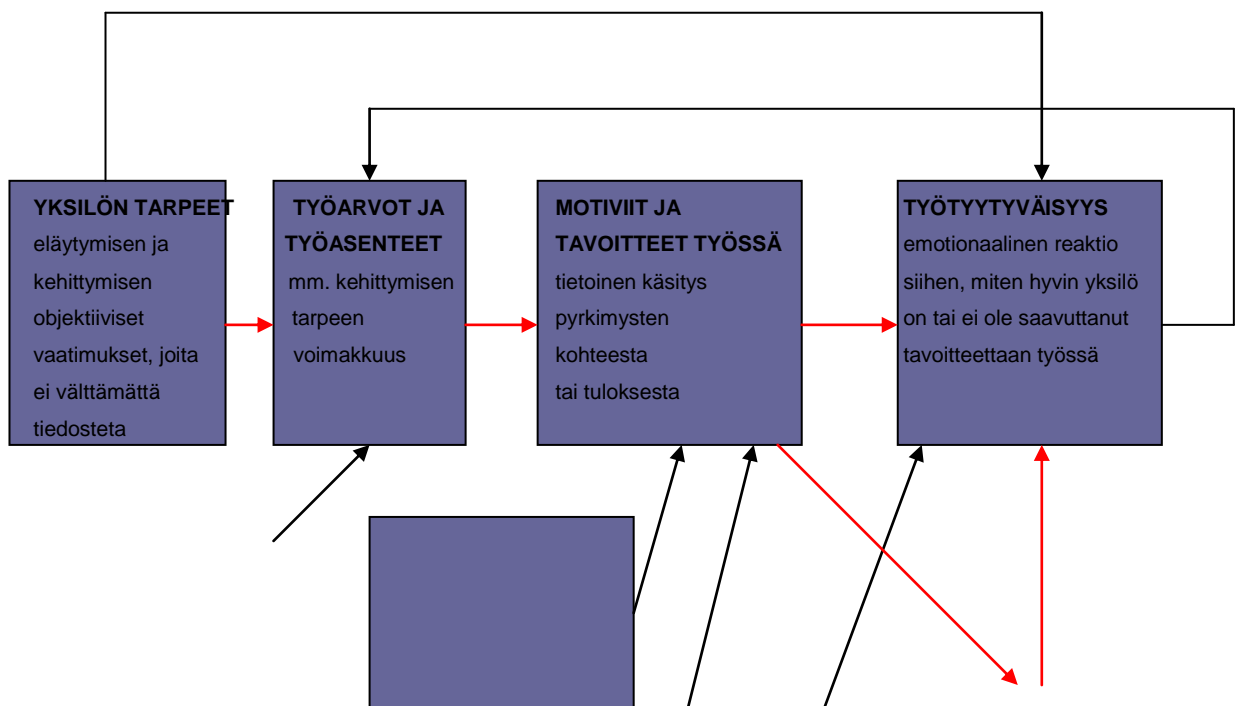 YKSILÖN TARPEET
eläytymisen ja
kehittymisen
objektiiviset
vaatimukset, joita
ei välttämättä
tiedosteta
TYÖARVOT JA
TYÖASENTEET
mm. kehittymisen
tarpeen
voimakkuus
MOTIVIIT JA
TAVOITTEET TYÖSSÄ
tietoinen käsitys
pyrkimysten
kohteesta
tai tuloksesta
TYÖTYYTYVÄISYYS
emotionaalinen reaktio
siihen, miten hyvin yksilö
on tai ei ole saavuttanut
tavoitteettaan työssä